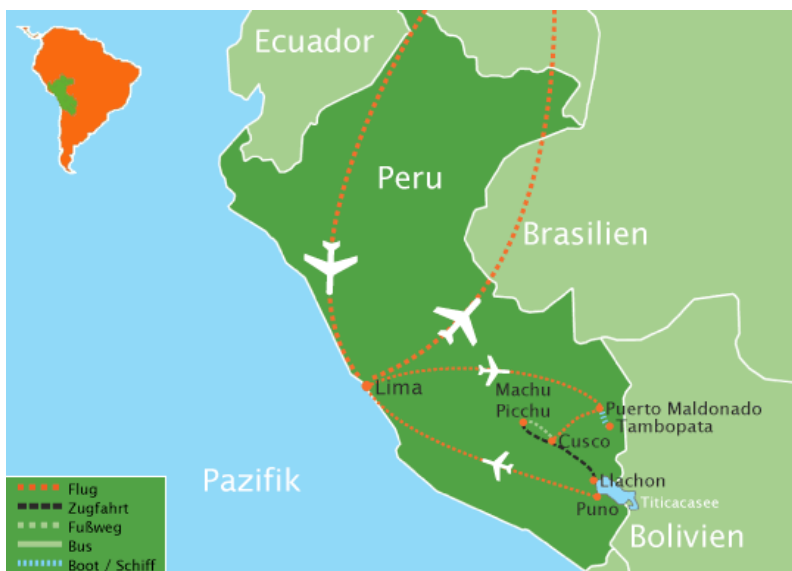 Ecuador
Peru
Brasilien
Lima
Machu
Picchu
Puerto Maldonado
Tambopata
Cusco
Llachon
Puno
Titicacasee
Pazifik
Bolivien
Flug
Zugfahrt
Fußweg
Bus
Boot / Schiff